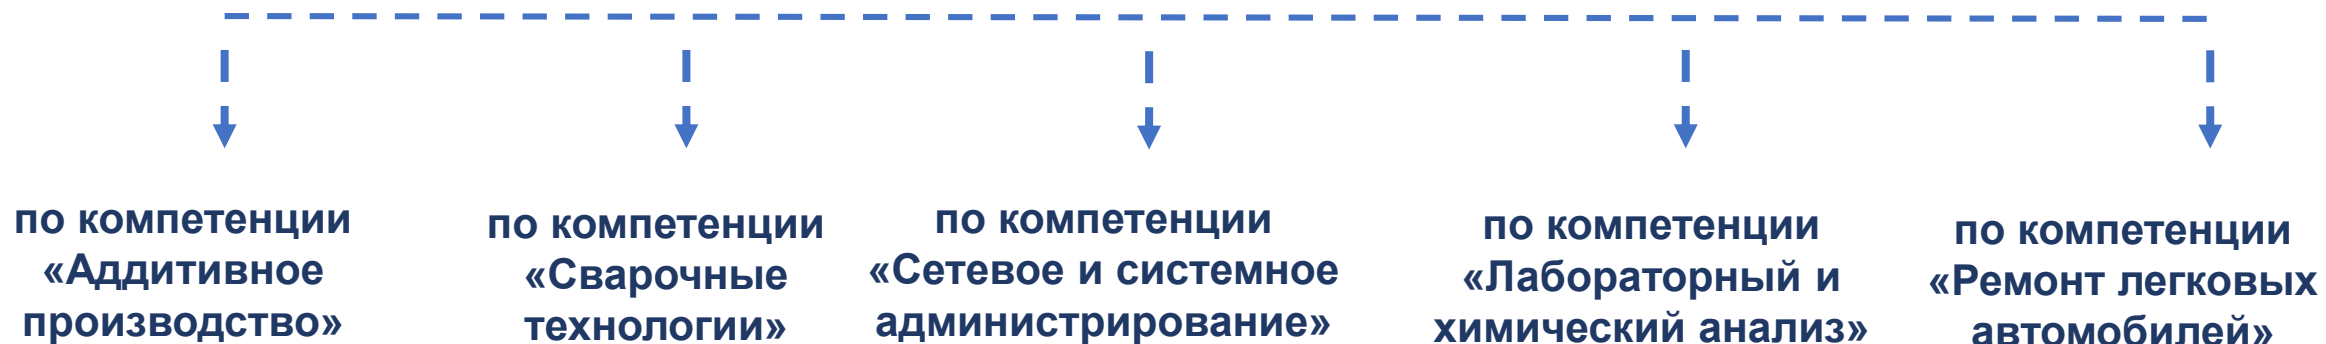 по компетенции
«Аддитивное
производство»
по компетенции
«Сварочные
технологии»
по компетенции
«Сетевое и системное
администрирование»
по компетенции
«Лабораторный и
химический анализ»
по компетенции
«Ремонт легковых
автомобилей»